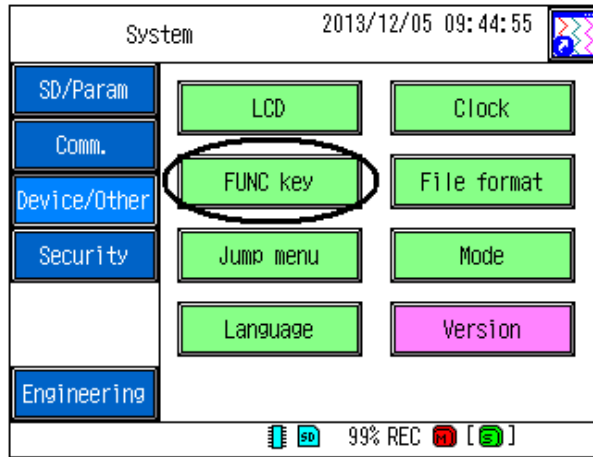 System
2013/12/05 09:44:55
SD/Param
Comm.
Device/Other
Security
Engineering
LCD
Clock
FUNC key
File format
Jump menu
Mode
Language
Version
SD
99% REC M [S]